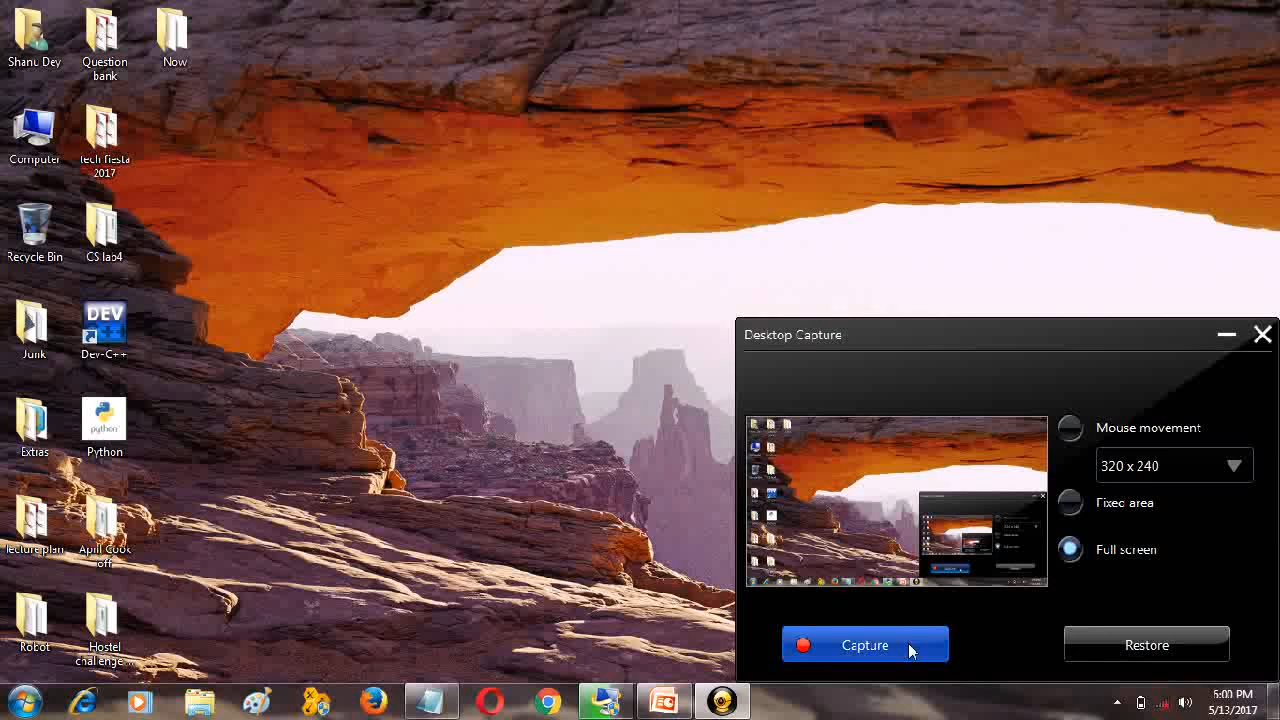 Shanu Dey
Question
bank
Now
Computer
tech fiesta
2017
Recycle Bin
CS lab4
Junk
DEV
Dev-C++
python
Extras
Python
lecture plan
April Cook
off
Robot
Hostel
challenge...
Desktop Capture
Mouse movement
320 x 240
Fixed area
Full screen
Capture
Restore
5:00 PM
5/13/2017